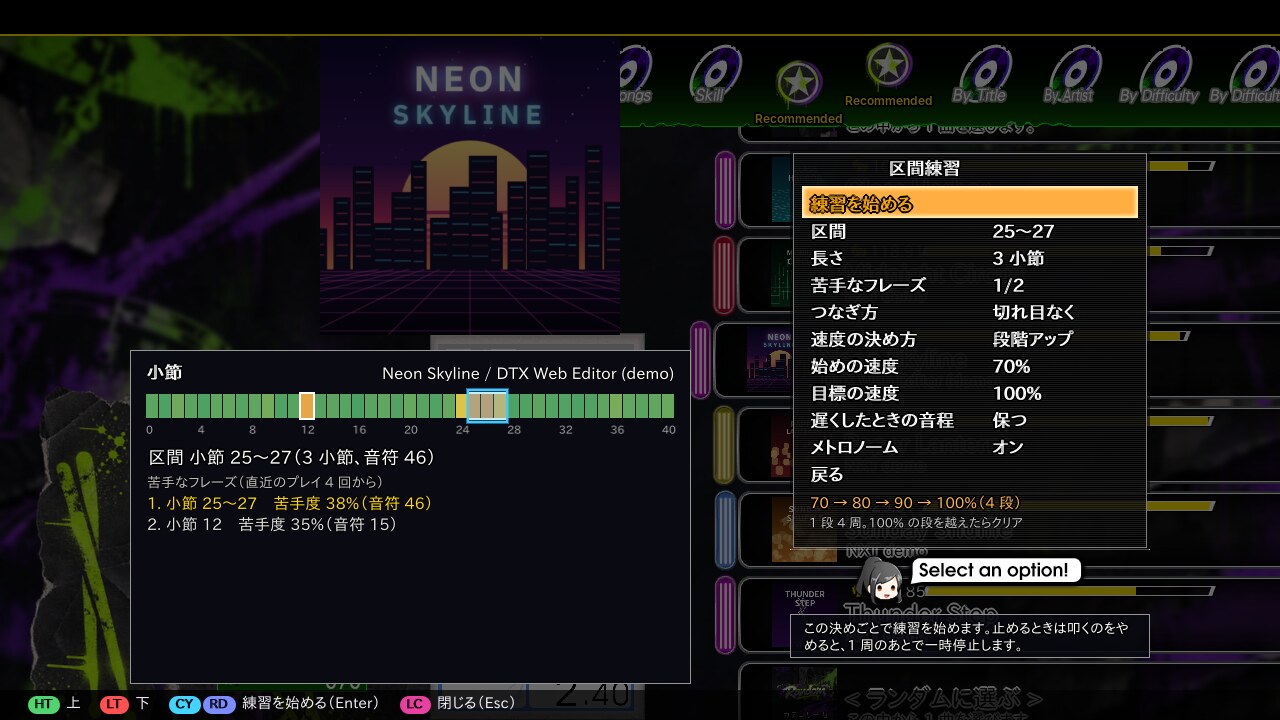 NEON
SKYLINE
Skill
Recommended
Recommended
By Title
By Artist
By Difficulty
区間練習
練習を始める
区間 25～27
長さ 3 小節
苦手なフレーズ 1/2
つなぎ方 切れ目なく
速度の決め方 段階アップ
始めの速度 70%
目標の速度 100%
遅くしたときの音程 保つ
メトロノーム オン
戻る
70 → 80 → 90 → 100%（4 段）
1 段 4 周。100% の段を越えたらクリア
小節 Neon Skyline / DTX Web Editor (demo)
0 4 8 12 16 20 24 28 32 36 40
区間 小節 25～27（3 小節、音符 46）
苦手なフレーズ（直近のプレイ 4 回から）
1. 小節 25～27 苦手度 38%（音符 46）
2. 小節 12 苦手度 35%（音符 15）
NXT demo
Select an option!
85
THUNDER
STEP
Thunder Step
この決めごとで練習を始めます。止めるときは叩くのをや
めると、1 周のあとで一時停止します。
2.40
＜ ランダムに選ぶ ＞
HT 上 LT 下 CY RD 練習を始める（Enter） LC 閉じる（Esc）